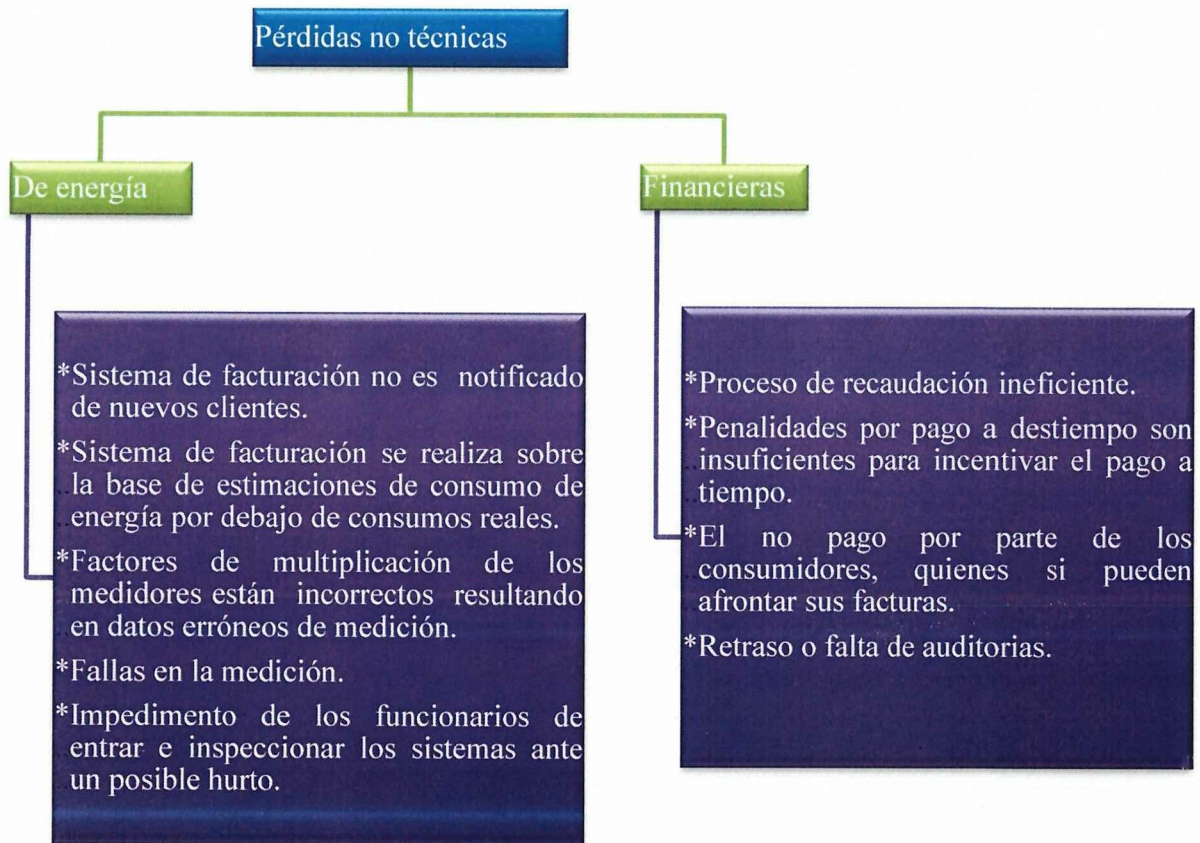 Pérdidas no técnicas
De energía
Financieras
*Sistema de facturación no es notificado
de nuevos clientes.
*Sistema de facturación se realiza sobre
la base de estimaciones de consumo de
energía por debajo de consumos reales.
*Factores de multiplicación de los
medidores están incorrectos resultando
en datos erróneos de medición.
*Fallas en la medición.
*Impedimento de los funcionarios de
entrar e inspeccionar los sistemas ante
un posible hurto.
*Proceso de recaudación ineficiente.
*Penalidades por pago a destiempo son
insuficientes para incentivar el pago a
tiempo.
*El no pago por parte de los
consumidores, quienes si pueden
afrontar sus facturas.
*Retraso o falta de auditorias.